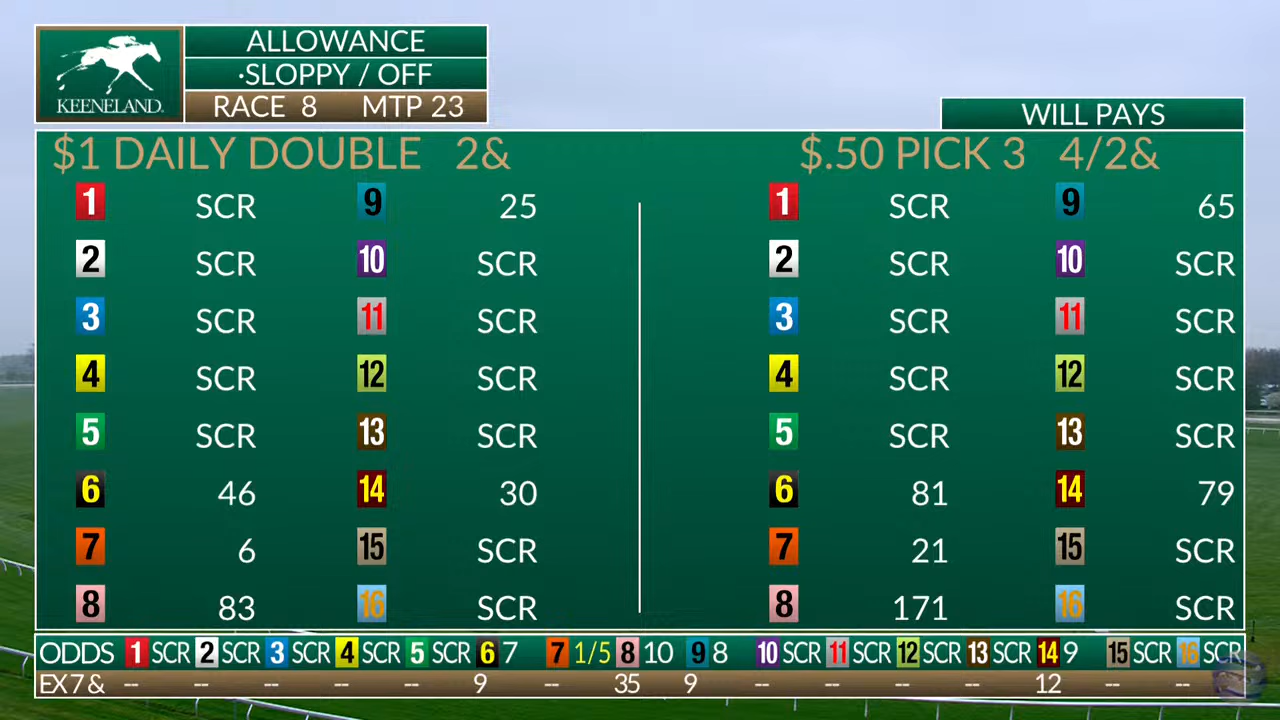 ALLOWANCE
·SLOPPY / OFF
KEENELAND
RACE 8 MTP 23
WILL PAYS
$1 DAILY DOUBLE 2& $.50 PICK 3 4/2&
1 SCR 9 25 1 SCR 9 65
2 SCR 10 SCR 2 SCR 10 SCR
3 SCR 11 SCR 3 SCR 11 SCR
4 SCR 12 SCR 4 SCR 12 SCR
5 SCR 13 SCR 5 SCR 13 SCR
6 46 14 30 6 81 14 79
7 6 15 SCR 7 21 15 SCR
8 83 16 SCR 8 171 16 SCR
ODDS 1 SCR 2 SCR 3 SCR 4 SCR 5 SCR 6 7 7 1/5 8 10 9 8 10 SCR 11 SCR 12 SCR 13 SCR 14 9 15 SCR 16 SCR
EX 7 & -- -- -- -- -- 9 -- 35 9 -- -- -- -- 12 -- --